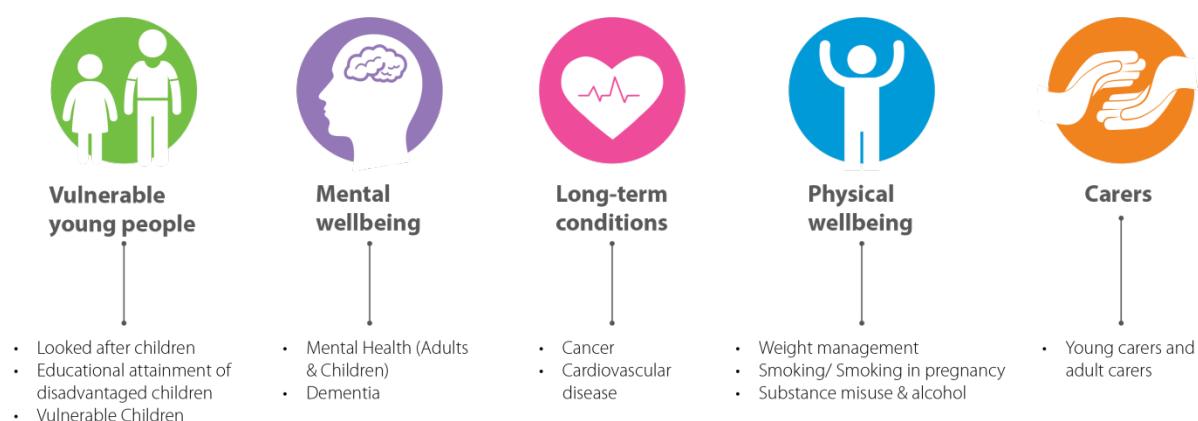 Vulnerable
young people
Mental
wellbeing
Long-term
conditions
Physical
wellbeing
Carers
• Looked after children
• Educational attainment of
disadvantaged children
• Vulnerable Children
• Mental Health (Adults
& Children)
• Dementia
• Cancer
• Cardiovascular
disease
• Weight management
• Smoking/ Smoking in pregnancy
• Substance misuse & alcohol
• Young carers and
adult carers